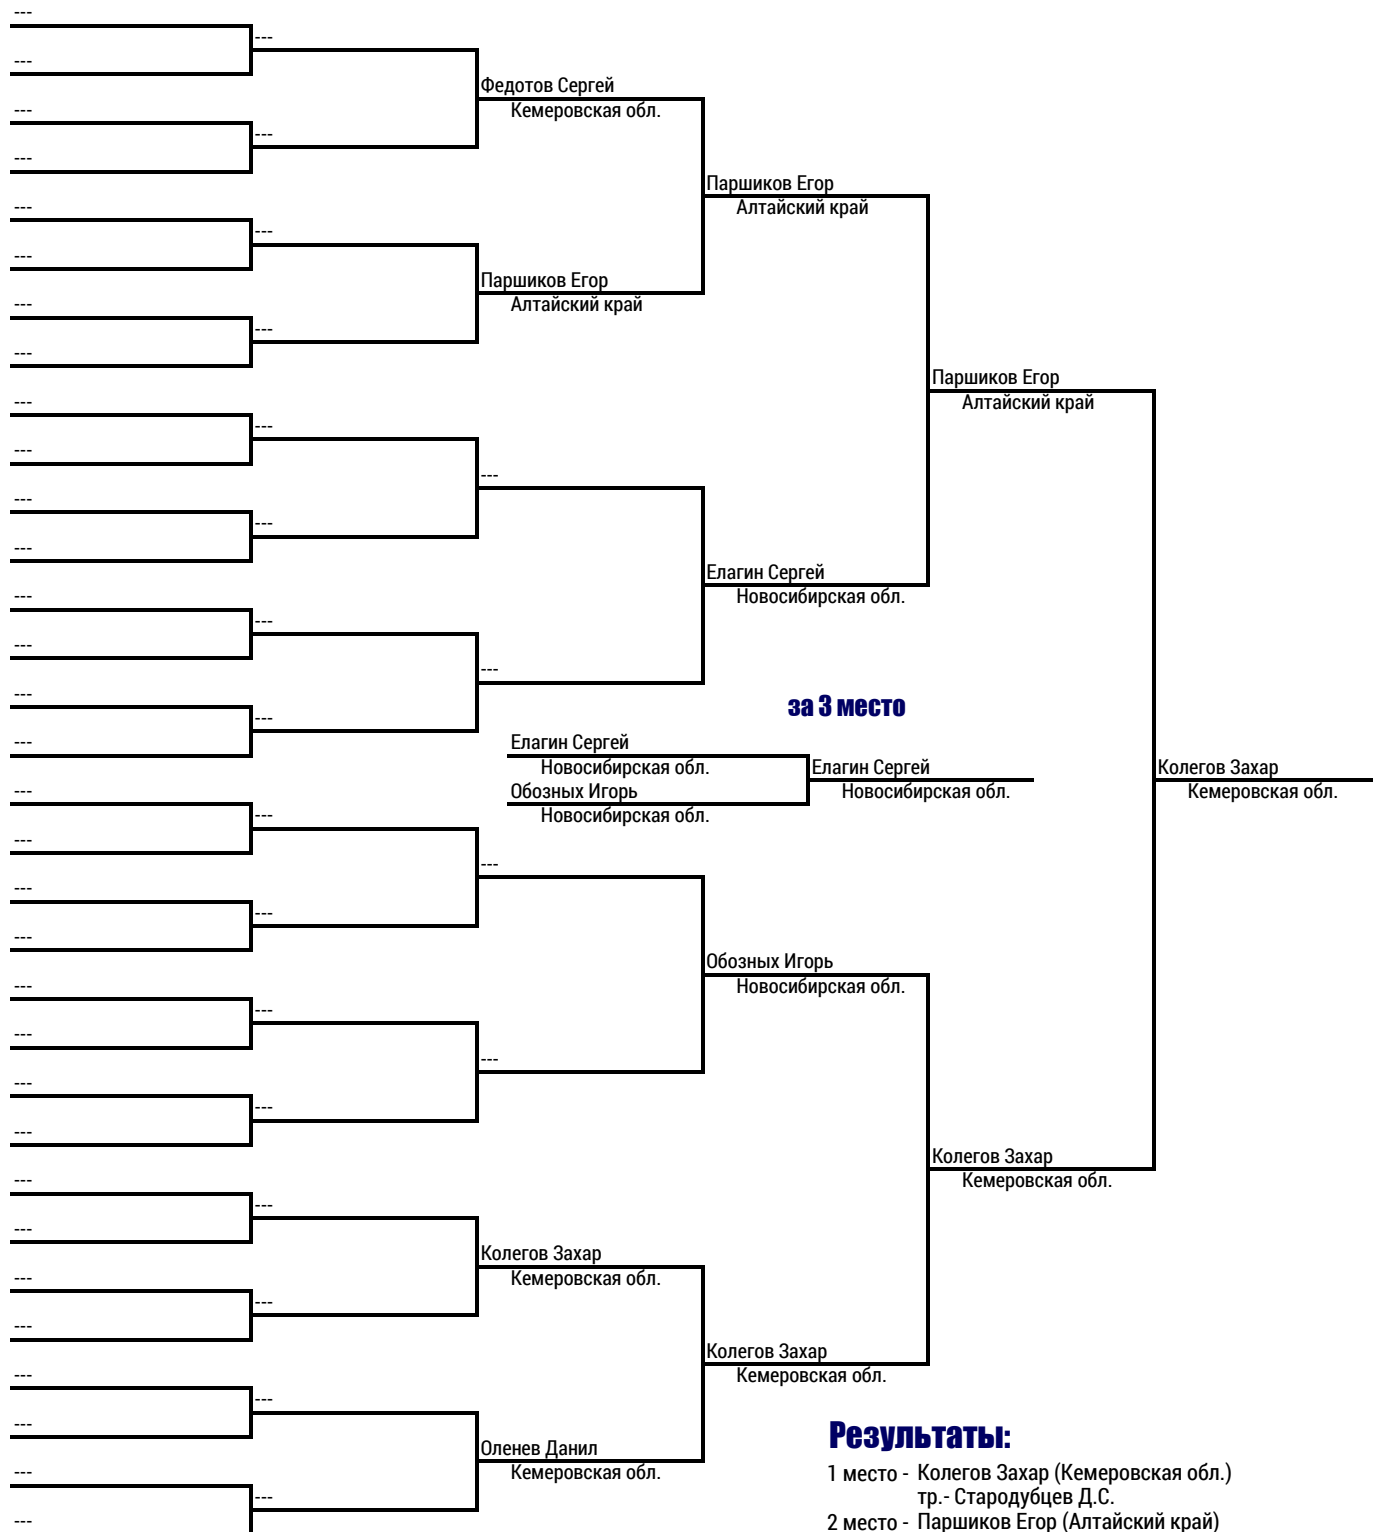 ---
---
---
---
---
---
Федотов Сергей
Кемеровская обл.
---
---
---
---
---
---
Паршиков Егор
Алтайский край
Паршиков Егор
Алтайский край
---
---
---
---
---
---
---
---
---
---
---
---
---
---
Елагин Сергей
Новосибирская обл.
Паршиков Егор
Алтайский край
за 3 место
Елагин Сергей
Новосибирская обл.
Обозных Игорь
Новосибирская обл.
Елагин Сергей
Новосибирская обл.
Колегов Захар
Кемеровская обл.
---
---
---
---
---
---
---
---
---
---
---
---
---
---
Обозных Игорь
Новосибирская обл.
Колегов Захар
Кемеровская обл.
---
---
---
---
---
---
Колегов Захар
Кемеровская обл.
Колегов Захар
Кемеровская обл.
---
---
---
---
---
---
Оленев Данил
Кемеровская обл.
Результаты:
1 место - Колегов Захар (Кемеровская обл.)
тр.- Стародубцев Д.С.
2 место - Паршиков Егор (Алтайский край)